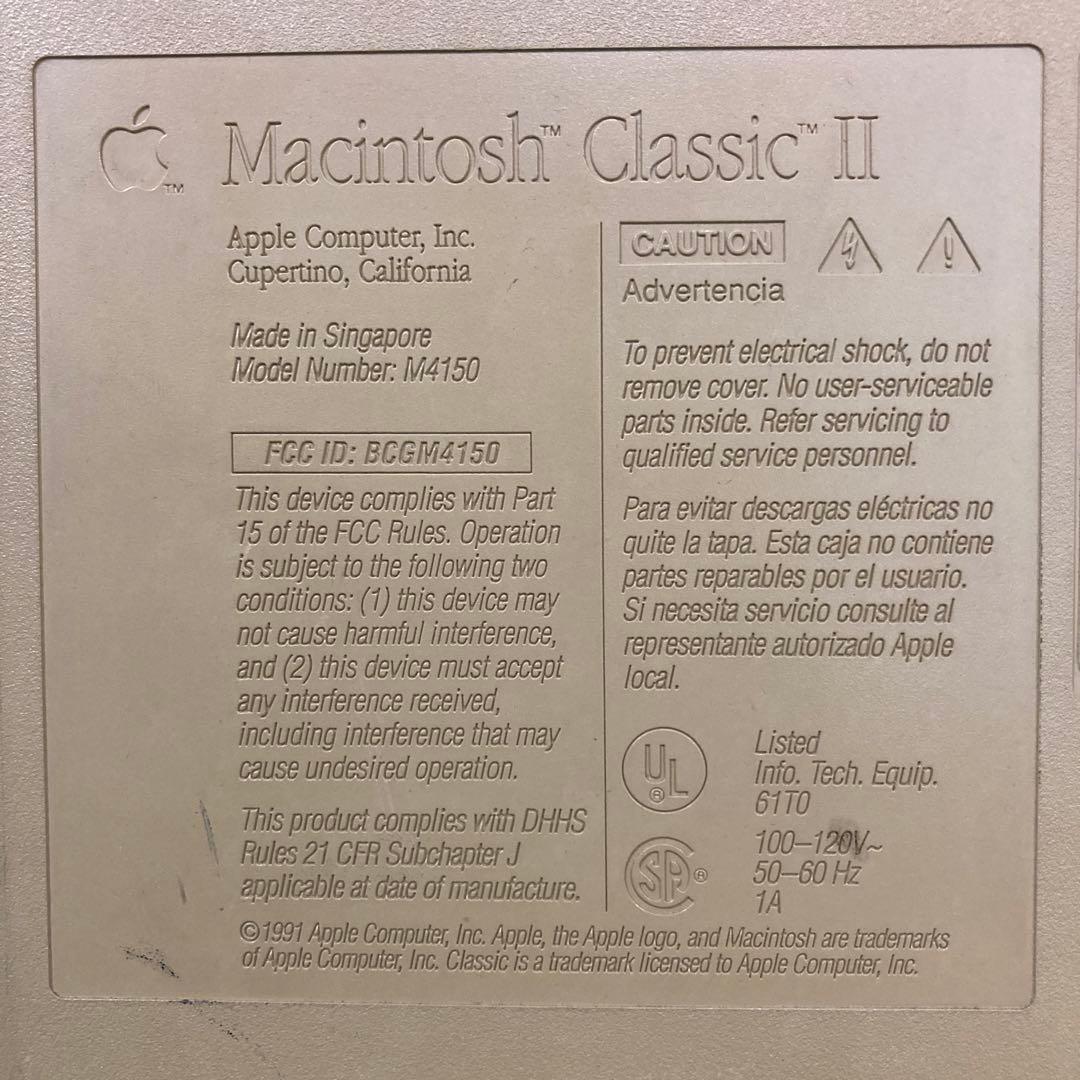 Macintosh™ Classic™ II
™
Apple Computer, Inc.
Cupertino, California
Made in Singapore
Model Number: M4150
FCC ID: BCGM4150
This device complies with Part
15 of the FCC Rules. Operation
is subject to the following two
conditions: (1) this device may
not cause harmful interference,
and (2) this device must accept
any interference received,
including interference that may
cause undesired operation.
This product complies with DHHS
Rules 21 CFR Subchapter J
applicable at date of manufacture.
CAUTION
Advertencia
To prevent electrical shock, do not
remove cover. No user-serviceable
parts inside. Refer servicing to
qualified service personnel.
Para evitar descargas eléctricas no
quite la tapa. Esta caja no contiene
partes reparables por el usuario.
Si necesita servicio consulte al
representante autorizado Apple
local.
UL®
Listed
Info. Tech. Equip.
61T0
SA®
100–120V~
50–60 Hz
1A
©1991 Apple Computer, Inc. Apple, the Apple logo, and Macintosh are trademarks
of Apple Computer, Inc. Classic is a trademark licensed to Apple Computer, Inc.